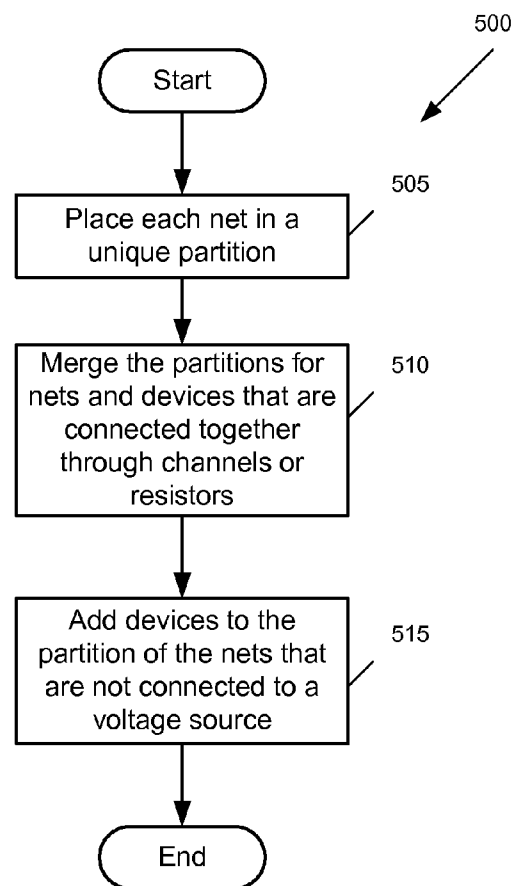 500
Start
505
Place each net in a
unique partition
510
Merge the partitions for
nets and devices that are
connected together
through channels or
resistors
515
Add devices to the
partition of the nets that
are not connected to a
voltage source
End